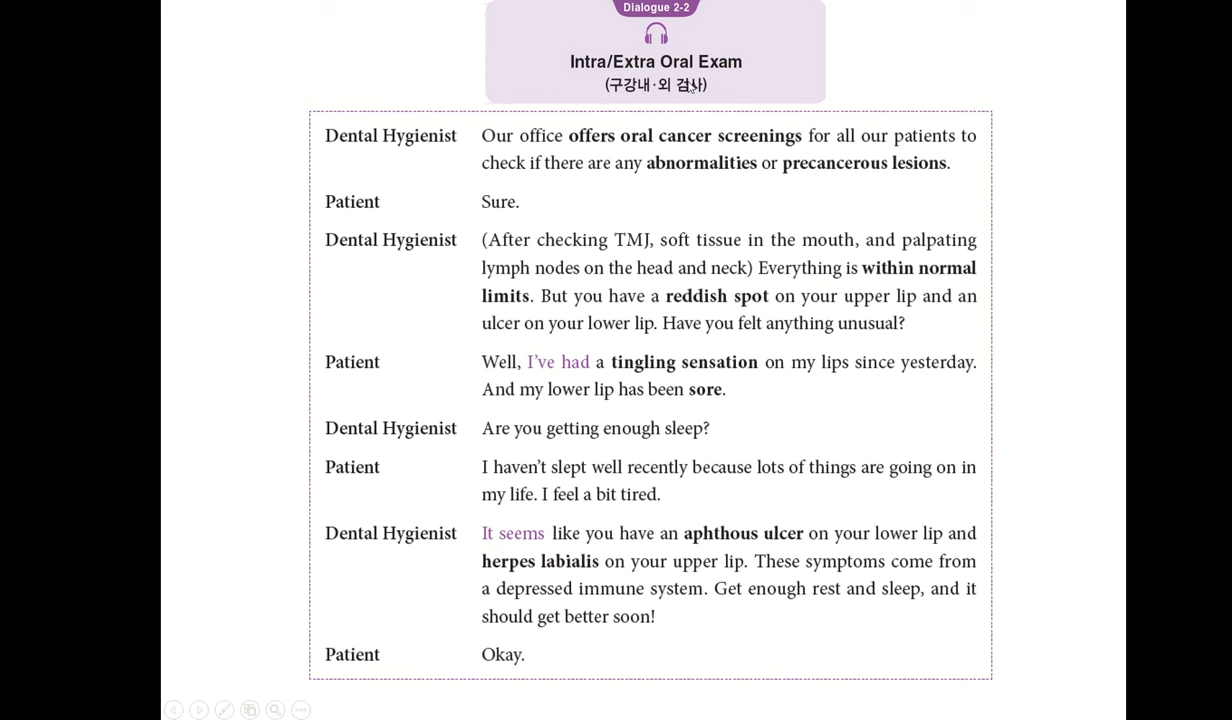 Dialogue 2-2
Intra/Extra Oral Exam
(구강내·외 검사)
Dental Hygienist Our office offers oral cancer screenings for all our patients to
check if there are any abnormalities or precancerous lesions.
Patient Sure.
Dental Hygienist (After checking TMJ, soft tissue in the mouth, and palpating
lymph nodes on the head and neck) Everything is within normal
limits. But you have a reddish spot on your upper lip and an
ulcer on your lower lip. Have you felt anything unusual?
Patient Well, I’ve had a tingling sensation on my lips since yesterday.
And my lower lip has been sore.
Dental Hygienist Are you getting enough sleep?
Patient I haven’t slept well recently because lots of things are going on in
my life. I feel a bit tired.
Dental Hygienist It seems like you have an aphthous ulcer on your lower lip and
herpes labialis on your upper lip. These symptoms come from
a depressed immune system. Get enough rest and sleep, and it
should get better soon!
Patient Okay.